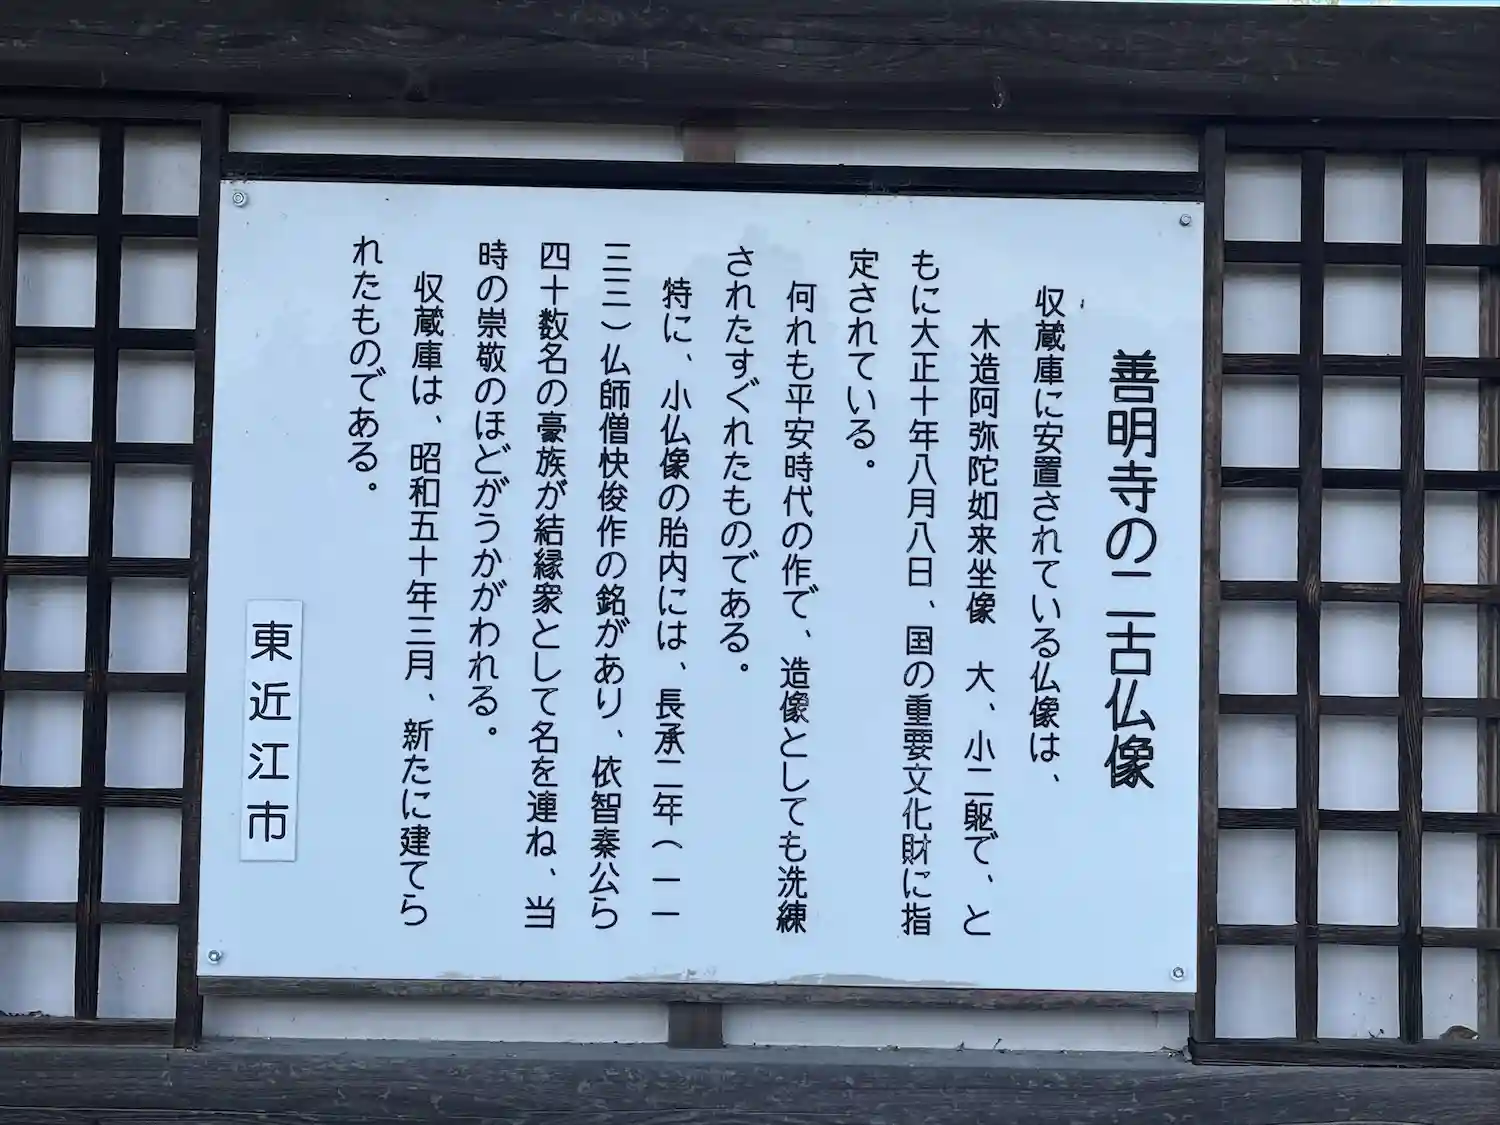 善明寺の二古仏像
収蔵庫に安置されている仏像は、
木造阿弥陀如来坐像　大、小二躯で、と
もに大正十年八月八日、国の重要文化財に指
定されている。
何れも平安時代の作で、造像としても洗練
されたすぐれたものである。
特に、小仏像の胎内には、長承二年（一一
三三）仏師僧快俊作の銘があり、依智秦公ら
四十数名の豪族が結縁衆として名を連ね、当
時の崇敬のほどがうかがわれる。
収蔵庫は、昭和五十年三月、新たに建てら
れたものである。
東近江市